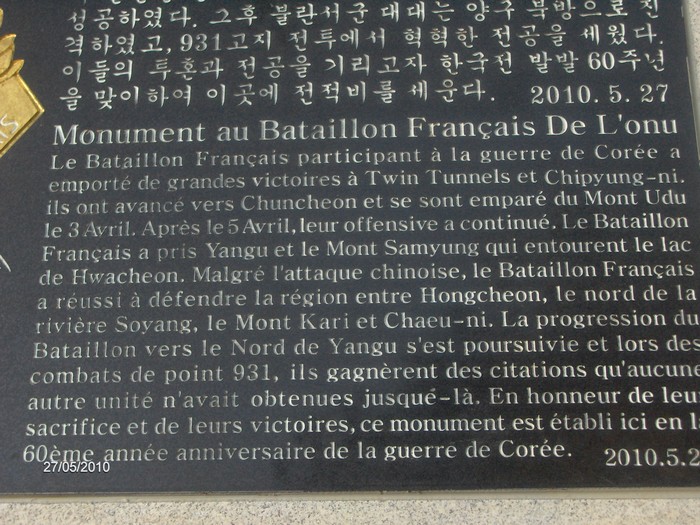 성공하였다. 그후 불란서군 대대는 양구 북방으로 진
격하였고, 931고지 전투에서 혁혁한 전공을 세웠다.
이들의 투혼과 전공을 기리고자 한국전 발발 60주년
을 맞이하여 이곳에 전적비를 세운다. 2010. 5. 27
Monument au Bataillon Français De L'onu
Le Bataillon Français participant à la guerre de Corée a
emporté de grandes victoires à Twin Tunnels et Chipyung-ni.
ils ont avancé vers Chuncheon et se sont emparé du Mont Udu
le 3 Avril. Après le 5 Avril, leur offensive a continué. Le Bataillon
Français a pris Yangu et le Mont Samyung qui entourent le lac
de Hwacheon. Malgré l'attaque chinoise, le Bataillon Français
a réussi à défendre la région entre Hongcheon, le nord de la
rivière Soyang, le Mont Kari et Chaeu-ni. La progression du
Bataillon vers le Nord de Yangu s'est poursuivie et lors des
combats de point 931, ils gagnèrent des citations qu'aucune
autre unité n'avait obtenues jusqué-là. En honneur de leu
sacrifice et de leurs victoires, ce monument est établi ici en l
60ème année anniversaire de la guerre de Corée.
2010.5.2
27/05/2010